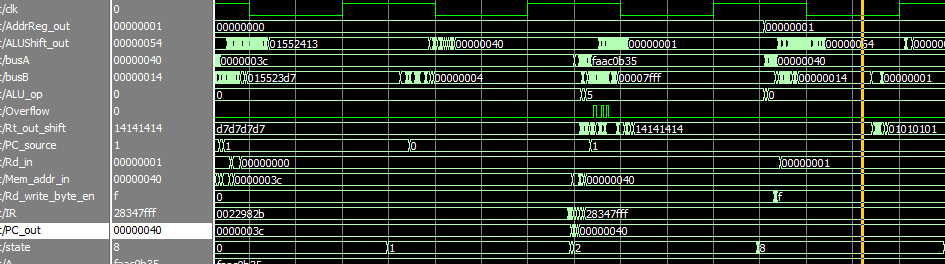 t/clk 0
t/AddrReg_out 00000001 00000000 00000001
t/ALUShift_out 00000054 01552413 00000040 00000001 00000054
t/busA 00000040 0000003c faac0b35 00000040
t/busB 00000014 015523d7 00000004 00007fff 00000014 00000001
t/ALU_op 0 0 5 0
t/Overflow 0
t/Rt_out_shift 14141414 d7d7d7d7 14141414 01010101
t/PC_source 1 1 0 1
t/Rd_in 00000001 00000000 00000001
t/Mem_addr_in 00000040 0000003c 00000040
t/Rd_write_byte_en f 0 f
t/IR 28347fff 0022982b 28347fff
t/PC_out 00000040 0000003c 00000040
t/state 8 0 1 2 8